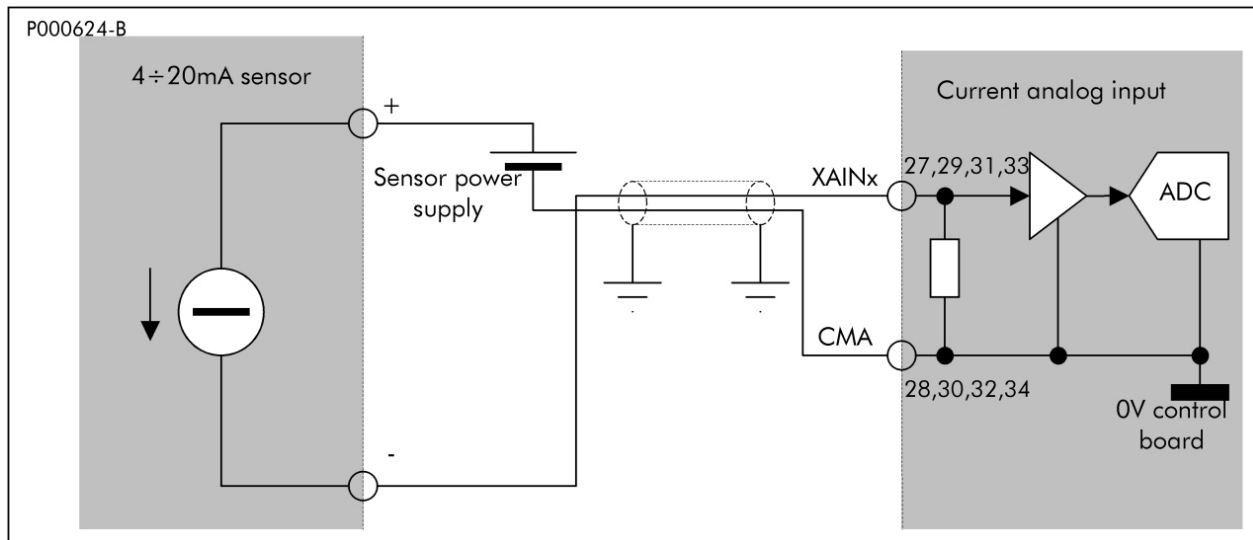 P000624-B
4÷20mA sensor
+
Sensor power
supply
-
XAINx
CMA
Current analog input
27,29,31,33
ADC
28,30,32,34
0V control
board